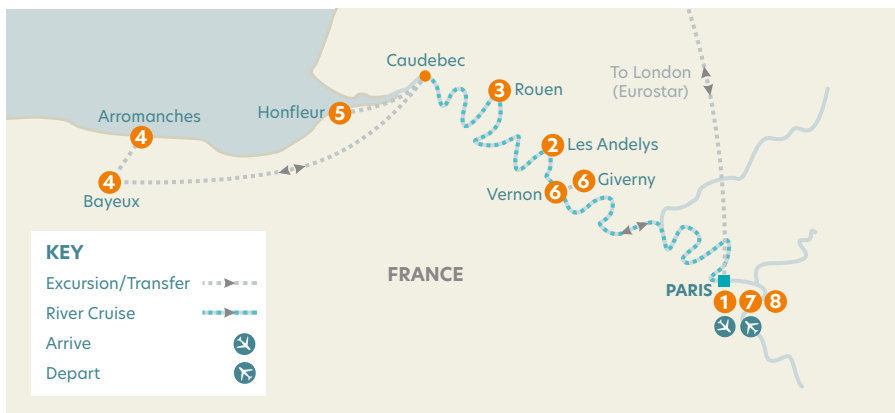 Caudebec
To London
(Eurostar)
3 Rouen
Arromanches
4
Honfleur 5
2 Les Andelys
4
Bayeux
6 Giverny
Vernon 6
KEY
Excursion/Transfer
River Cruise
Arrive
Depart
FRANCE
PARIS
1 7 8